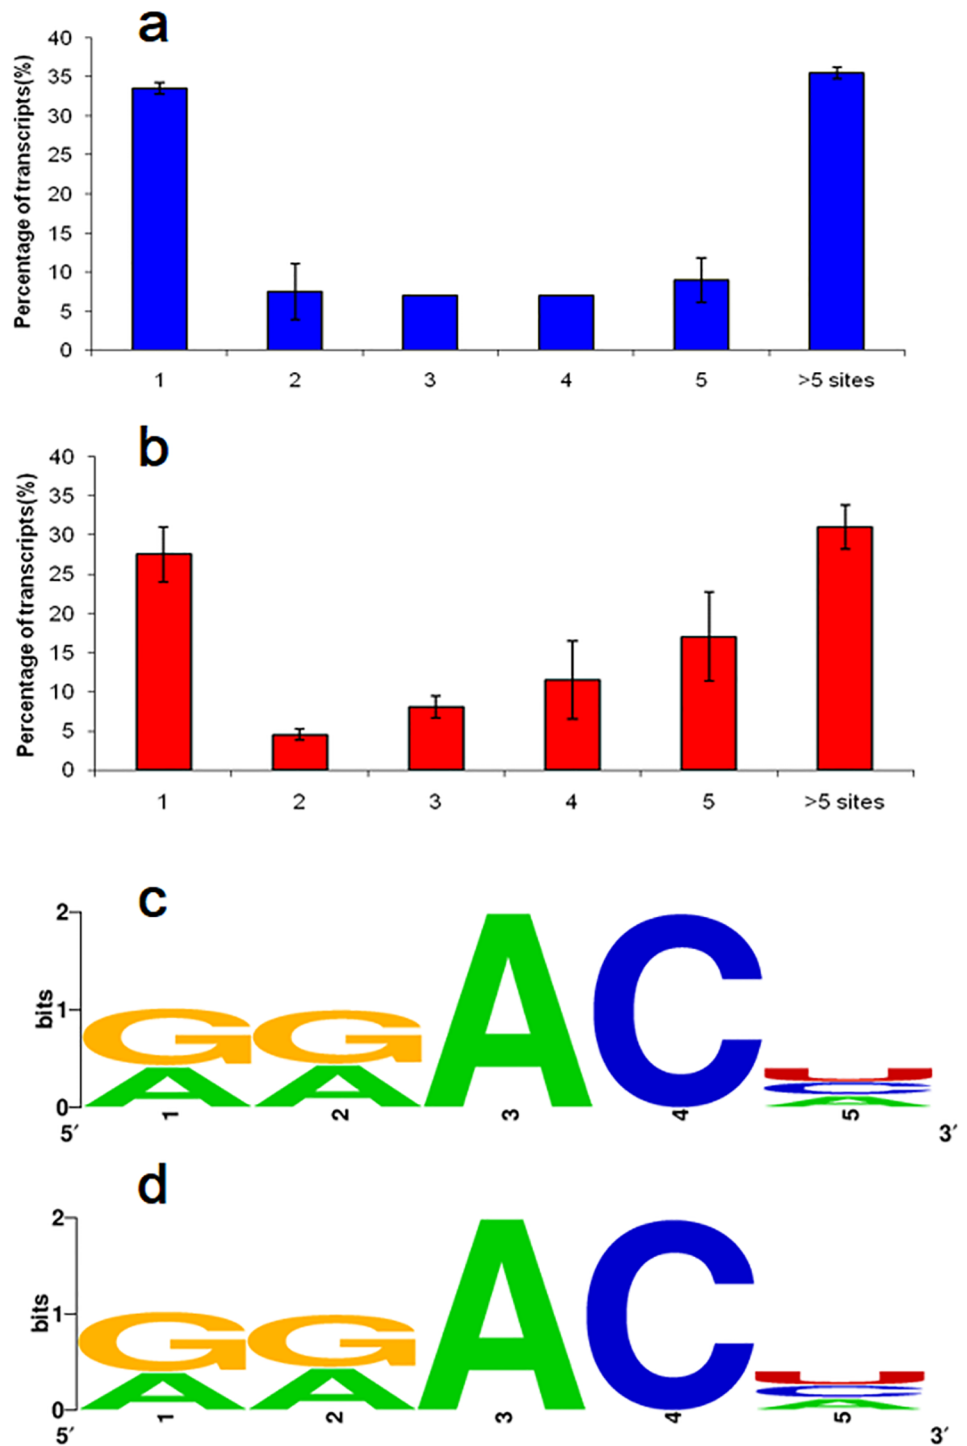 a
Percentage of transcripts(%)
40
35
30
25
20
15
10
5
0
1 2 3 4 5 >5 sites
b
Percentage of transcripts(%)
40
35
30
25
20
15
10
5
0
1 2 3 4 5 >5 sites
c
bits
2
1
0
G G A C U
A A C
A
1 2 3 4 5
5′ 3′
d
bits
2
1
0
G G A C U
A A C
A
1 2 3 4 5
5′ 3′